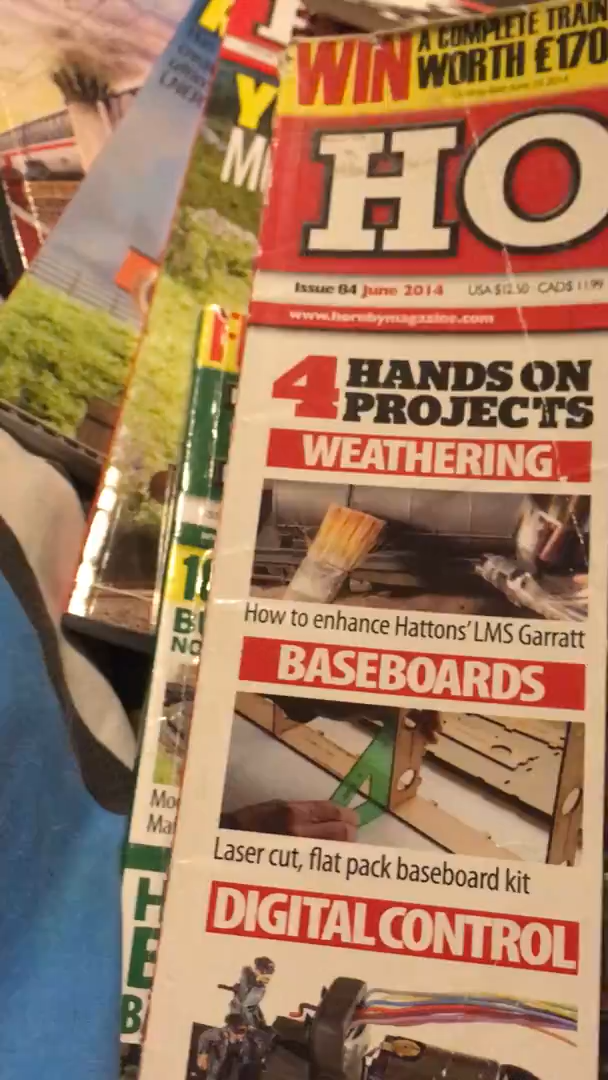 WIN A COMPLETE TRAIN
WORTH £170
HO
Issue 84 June 2014 USA $12.50 CAD$ 11.99
www.hornbymagazine.com
4 HANDS ON
PROJECTS
WEATHERING
How to enhance Hattons' LMS Garratt
BASEBOARDS
Laser cut, flat pack baseboard kit
DIGITAL CONTROL